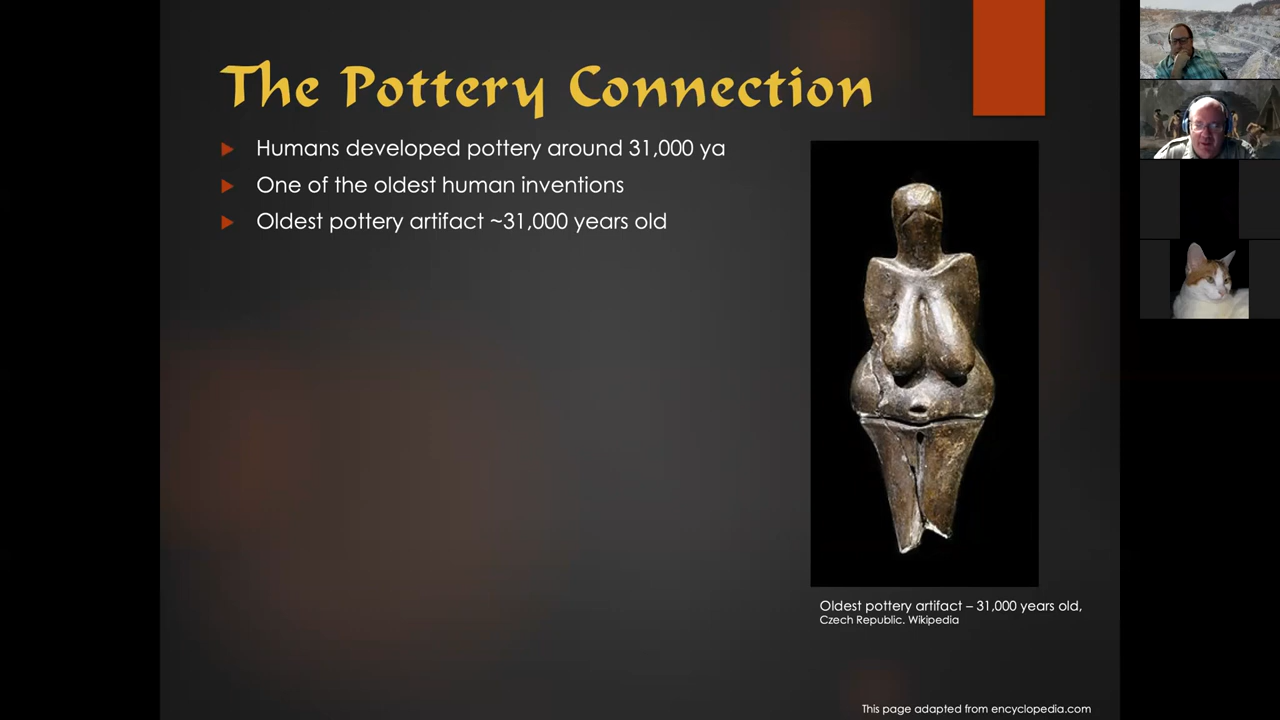 The Pottery Connection
Humans developed pottery around 31,000 ya
One of the oldest human inventions
Oldest pottery artifact ~31,000 years old
Oldest pottery artifact – 31,000 years old,
Czech Republic. Wikipedia
This page adapted from encyclopedia.com